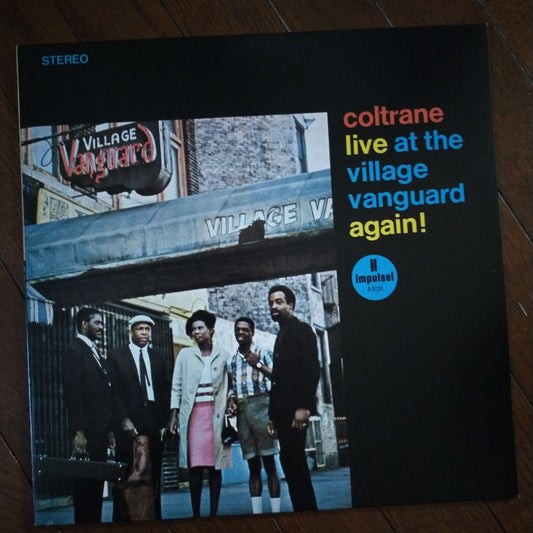 STEREO
coltrane
live at the
village
vanguard
again!
impulse!
VILLAGE
Vanguard
VILLAGE VA